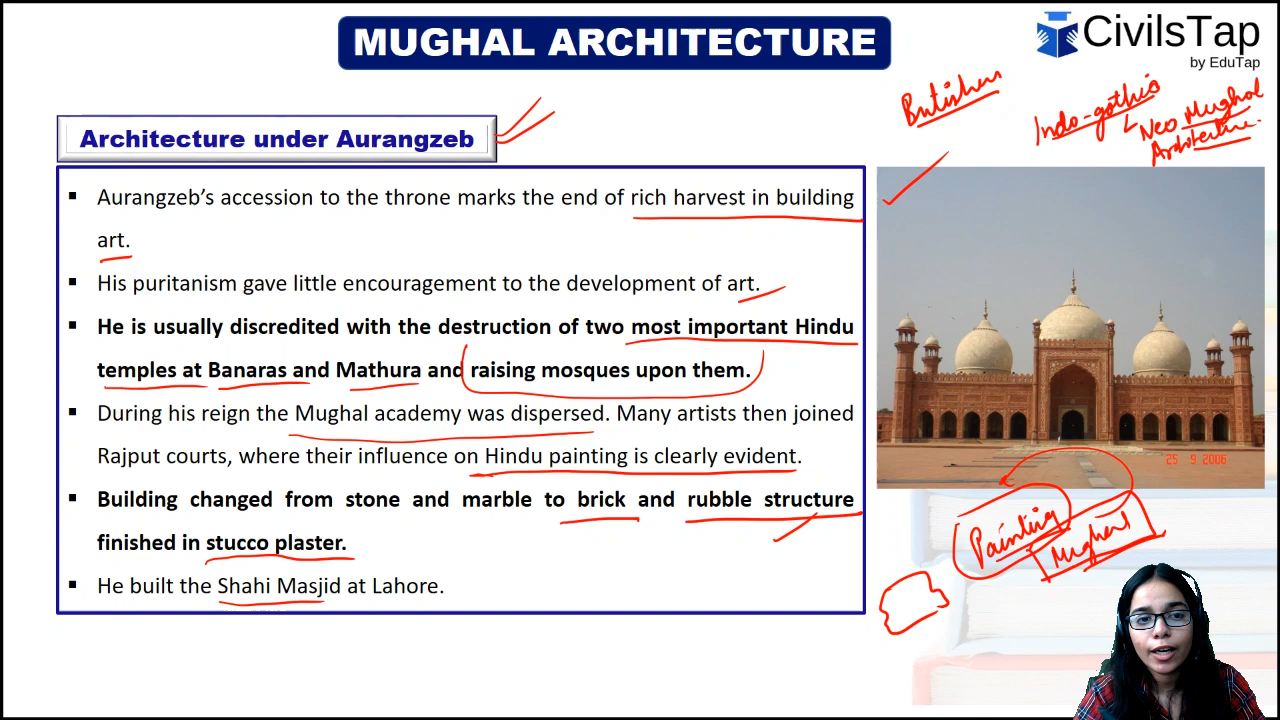 MUGHAL ARCHITECTURE
CivilsTap
by EduTap
Britishers
Indo-gothic
Neo Mughal
Architecture.
Architecture under Aurangzeb
▪ Aurangzeb’s accession to the throne marks the end of rich harvest in building
art.
▪ His puritanism gave little encouragement to the development of art.
▪ He is usually discredited with the destruction of two most important Hindu
temples at Banaras and Mathura and raising mosques upon them.
▪ During his reign the Mughal academy was dispersed. Many artists then joined
Rajput courts, where their influence on Hindu painting is clearly evident.
▪ Building changed from stone and marble to brick and rubble structure
finished in stucco plaster.
▪ He built the Shahi Masjid at Lahore.
25 9 2006
Painting
Mughals